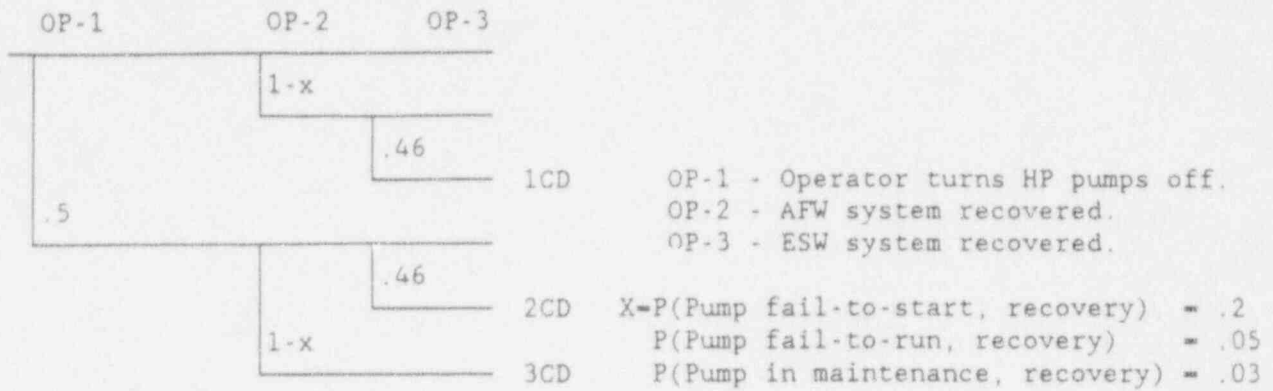 OP-1 OP-2 OP-3
1-x
.46
1CD OP-1 - Operator turns HP pumps off.
.5 OP-2 - AFW system recovered.
OP-3 - ESW system recovered.
.46
2CD X=P(Pump fail-to-start, recovery) = .2
1-x P(Pump fail-to-run, recovery) = .05
3CD P(Pump in maintenance, recovery) = .03